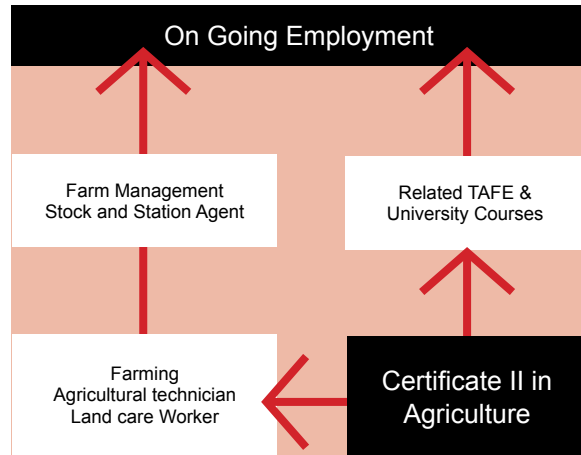 On Going Employment
Farm Management
Stock and Station Agent
Related TAFE &
University Courses
Farming
Agricultural technician
Land care Worker
Certificate II in
Agriculture